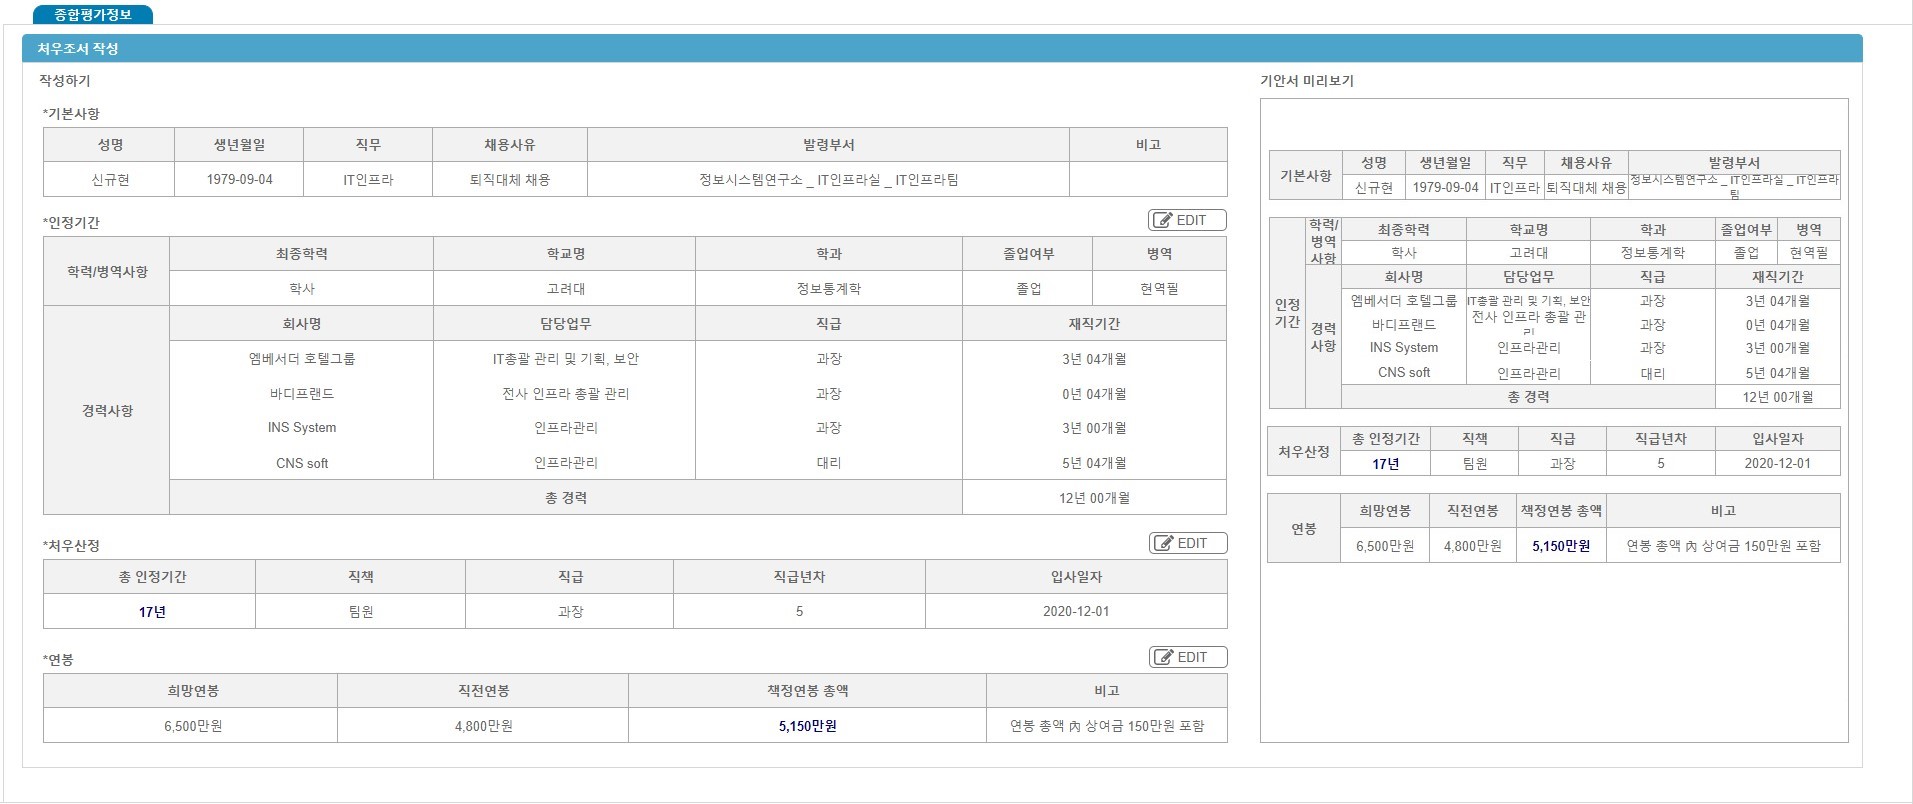 종합평가정보
처우조서 작성
작성하기
*기본사항
성명 생년월일 직무 채용사유 발령부서 비고
신규현 1979-09-04 IT인프라 퇴직대체 채용 정보시스템연구소 _ IT인프라실 _ IT인프라팀
*인정기간
EDIT
학력/병역사항 최종학력 학교명 학과 졸업여부 병역
학사 고려대 정보통계학 졸업 현역필
경력사항 회사명 담당업무 직급 재직기간
엠베서더 호텔그룹 IT총괄 관리 및 기획, 보안 과장 3년 04개월
바디프랜드 전사 인프라 총괄 관리 과장 0년 04개월
INS System 인프라관리 과장 3년 00개월
CNS soft 인프라관리 대리 5년 04개월
총 경력 12년 00개월
*처우산정
EDIT
총 인정기간 직책 직급 직급년차 입사일자
17년 팀원 과장 5 2020-12-01
*연봉
EDIT
희망연봉 직전연봉 책정연봉 총액 비고
6,500만원 4,800만원 5,150만원 연봉 총액 內 상여금 150만원 포함
기안서 미리보기
기본사항 성명 생년월일 직무 채용사유 발령부서
신규현 1979-09-04 IT인프라 퇴직대체 채용 정보시스템연구소 _ IT인프라실 _ IT인프라
팀
인정
기간
학력/
병역
사항
최종학력 학교명 학과 졸업여부 병역
학사 고려대 정보통계학 졸업 현역필
경력
사항
회사명 담당업무 직급 재직기간
엠베서더 호텔그룹 IT총괄 관리 및 기획, 보안 과장 3년 04개월
바디프랜드 전사 인프라 총괄 관
리 과장 0년 04개월
INS System 인프라관리 과장 3년 00개월
CNS soft 인프라관리 대리 5년 04개월
총 경력 12년 00개월
처우산정 총 인정기간 직책 직급 직급년차 입사일자
17년 팀원 과장 5 2020-12-01
연봉 희망연봉 직전연봉 책정연봉 총액 비고
6,500만원 4,800만원 5,150만원 연봉 총액 內 상여금 150만원 포함